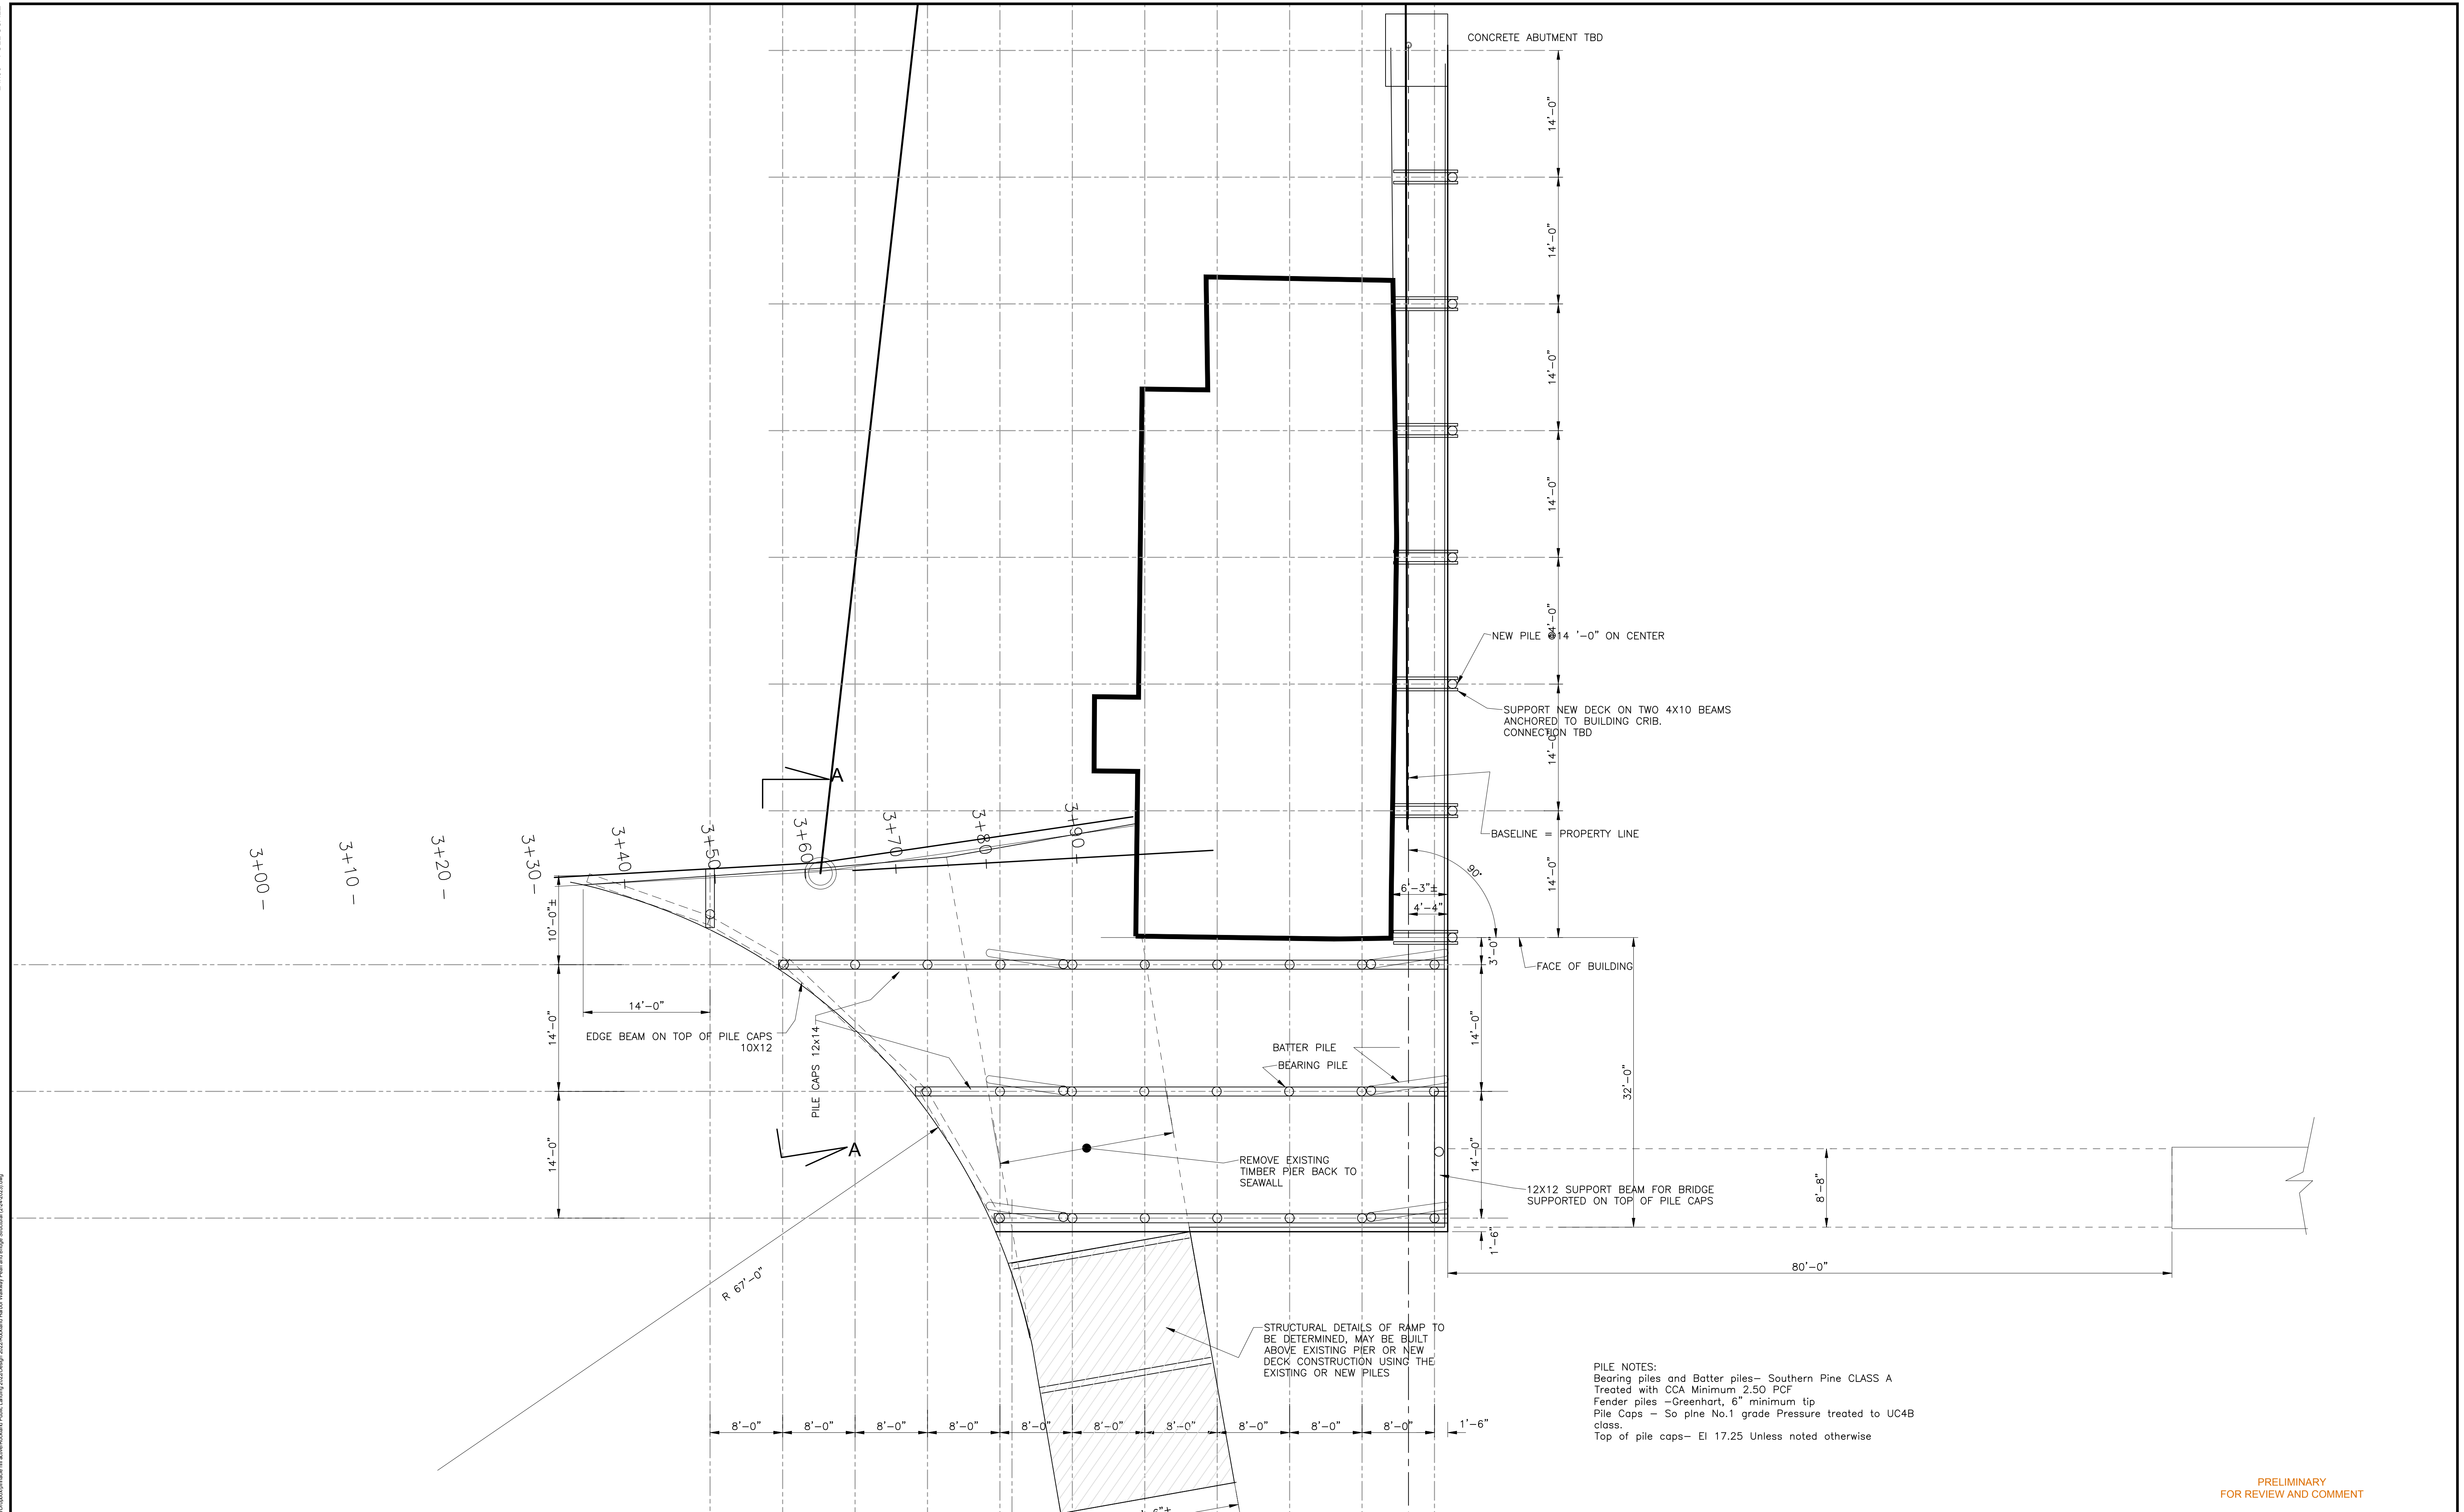 CONCRETE ABUTMENT TBD
14'-0"
14'-0"
14'-0"
14'-0"
14'-0"
14'-0"
14'-0"
NEW PILE @14 '-0" ON CENTER
SUPPORT NEW DECK ON TWO 4X10 BEAMS
ANCHORED TO BUILDING CRIB.
CONNECTION TBD
A
BASELINE = PROPERTY LINE
3+00
3+10
3+20
3+30
3+40
3+50
3+60
3+70
3+80
3+90
90°
6'-3"±
4'-4"
10'-0"±
3'-0"
FACE OF BUILDING
14'-0"
14'-0"
EDGE BEAM ON TOP OF PILE CAPS
10X12
PILE CAPS 12x14
14'-0"
14'-0"
BATTER PILE
BEARING PILE
32'-0"
A
14'-0"
14'-0"
REMOVE EXISTING
TIMBER PIER BACK TO
SEAWALL
12X12 SUPPORT BEAM FOR BRIDGE
SUPPORTED ON TOP OF PILE CAPS
8'-8"
1'-6"
80'-0"
R 67'-0"
STRUCTURAL DETAILS OF RAMP TO
BE DETERMINED, MAY BE BUILT
ABOVE EXISTING PIER OR NEW
DECK CONSTRUCTION USING THE
EXISTING OR NEW PILES
8'-0" 8'-0" 8'-0" 8'-0" 8'-0" 8'-0" 8'-0" 8'-0" 8'-0" 8'-0" 1'-6"
PILE NOTES:
Bearing piles and Batter piles- Southern Pine CLASS A
Treated with CCA Minimum 2.50 PCF
Fender piles -Greenhart, 6" minimum tip
Pile Caps - So pIne No.1 grade Pressure treated to UC4B
class.
Top of pile caps- El 17.25 Unless noted otherwise
PRELIMINARY
FOR REVIEW AND COMMENT